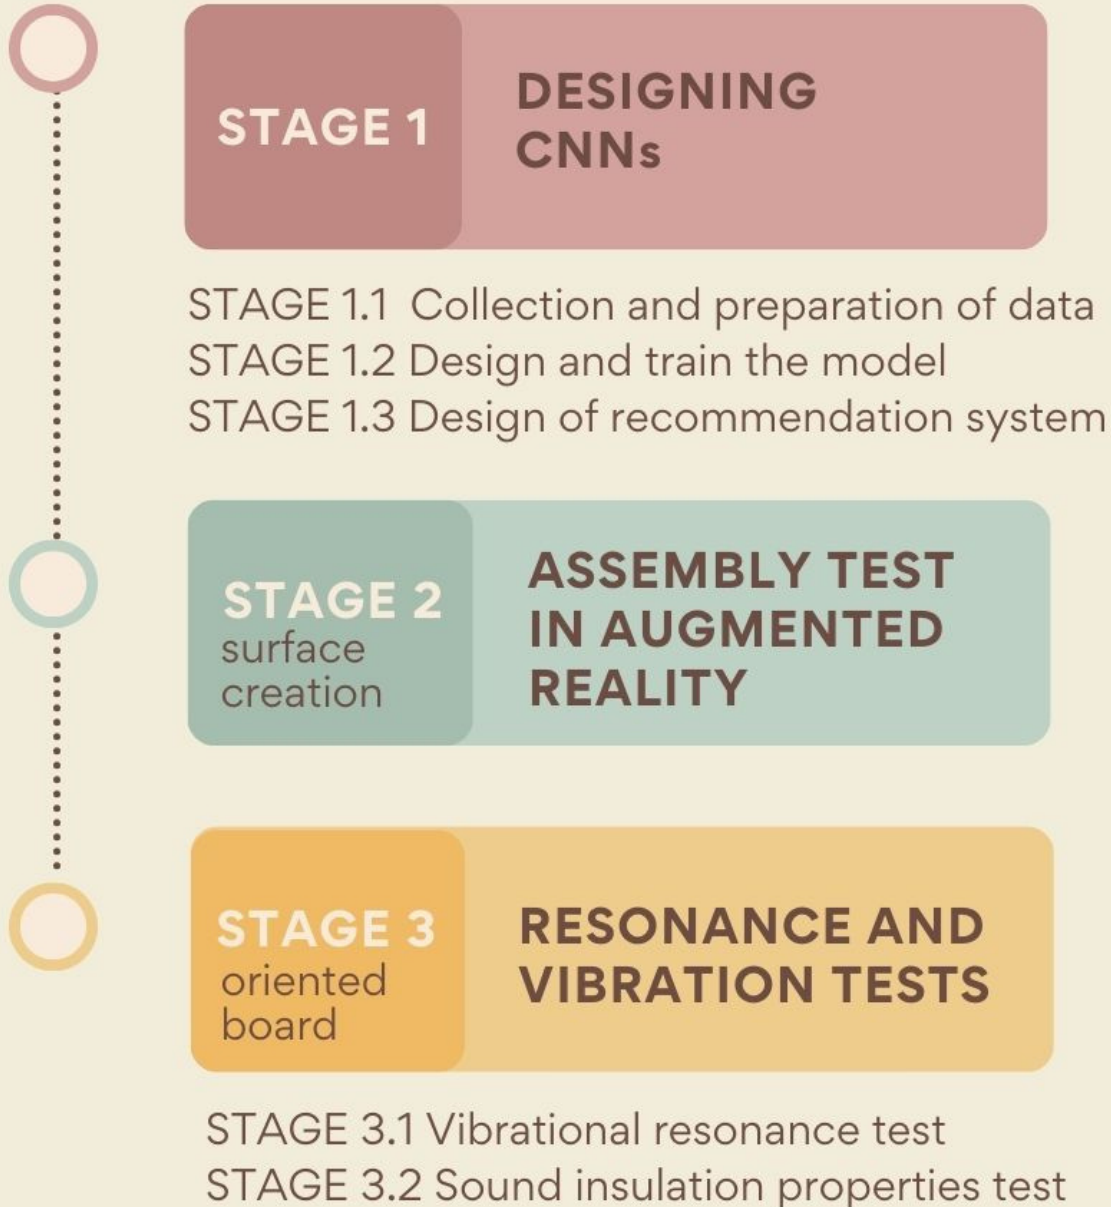 STAGE 1
DESIGNING
CNNs
STAGE 1.1 Collection and preparation of data
STAGE 1.2 Design and train the model
STAGE 1.3 Design of recommendation system
STAGE 2
surface
creation
ASSEMBLY TEST
IN AUGMENTED
REALITY
STAGE 3
oriented
board
RESONANCE AND
VIBRATION TESTS
STAGE 3.1 Vibrational resonance test
STAGE 3.2 Sound insulation properties test